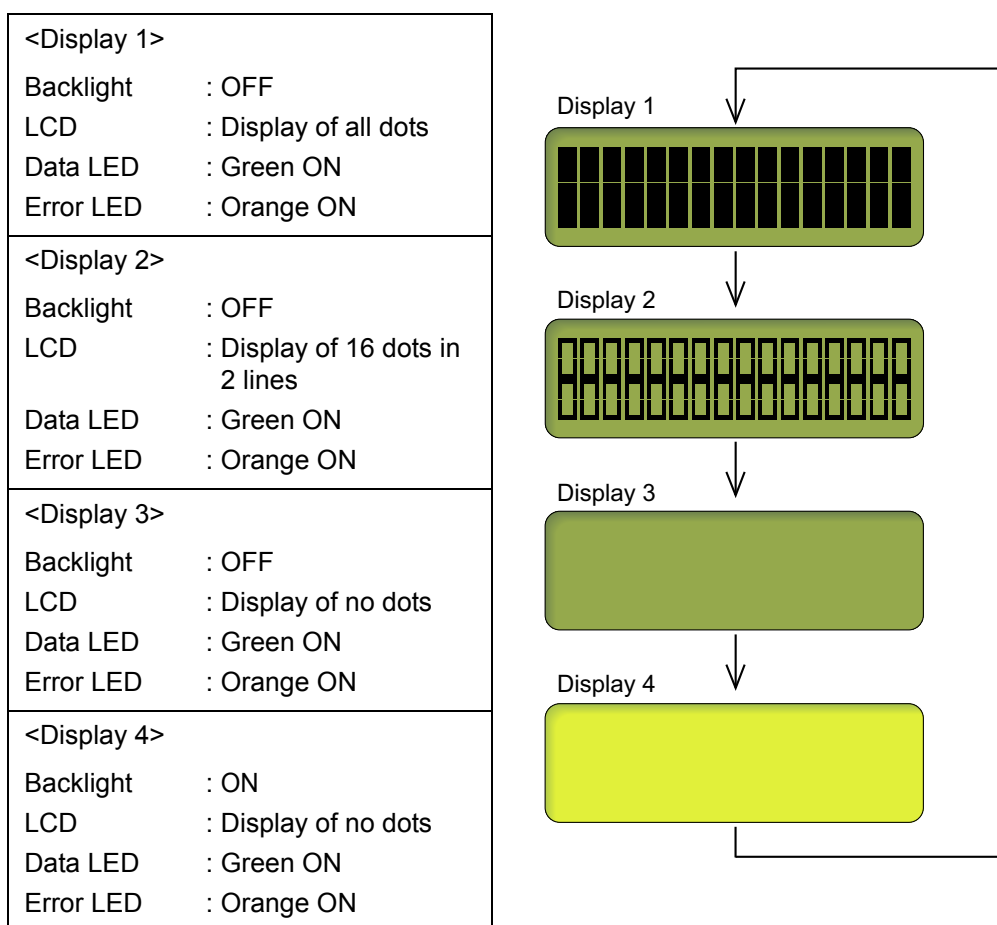 <Display 1>
Backlight : OFF
LCD : Display of all dots
Data LED : Green ON
Error LED : Orange ON
<Display 2>
Backlight : OFF
LCD : Display of 16 dots in
2 lines
Data LED : Green ON
Error LED : Orange ON
<Display 3>
Backlight : OFF
LCD : Display of no dots
Data LED : Green ON
Error LED : Orange ON
<Display 4>
Backlight : ON
LCD : Display of no dots
Data LED : Green ON
Error LED : Orange ON
Display 1
Display 2
Display 3
Display 4